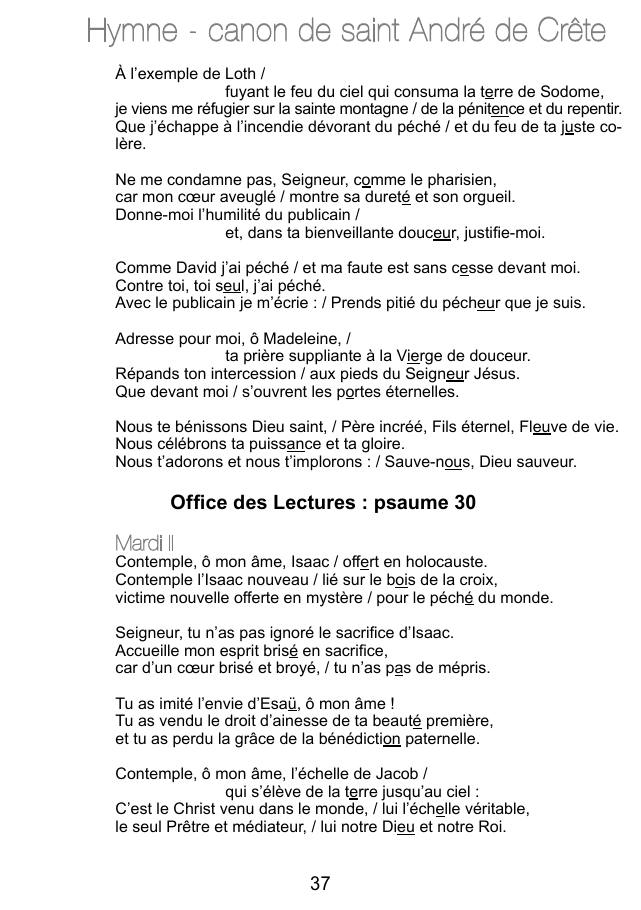 Hymne - canon de saint André de Crête
À l’exemple de Loth /
fuyant le feu du ciel qui consuma la terre de Sodome,
je viens me réfugier sur la sainte montagne / de la pénitence et du repentir.
Que j’échappe à l’incendie dévorant du péché / et du feu de ta juste co-
lère.
Ne me condamne pas, Seigneur, comme le pharisien,
car mon cœur aveuglé / montre sa dureté et son orgueil.
Donne-moi l’humilité du publicain /
et, dans ta bienveillante douceur, justifie-moi.
Comme David j’ai péché / et ma faute est sans cesse devant moi.
Contre toi, toi seul, j’ai péché.
Avec le publicain je m’écrie : / Prends pitié du pécheur que je suis.
Adresse pour moi, ô Madeleine, /
ta prière suppliante à la Vierge de douceur.
Répands ton intercession / aux pieds du Seigneur Jésus.
Que devant moi / s’ouvrent les portes éternelles.
Nous te bénissons Dieu saint, / Père incréé, Fils éternel, Fleuve de vie.
Nous célébrons ta puissance et ta gloire.
Nous t’adorons et nous t’implorons : / Sauve-nous, Dieu sauveur.
Office des Lectures : psaume 30
Mardi II
Contemple, ô mon âme, Isaac / offert en holocauste.
Contemple l’Isaac nouveau / lié sur le bois de la croix,
victime nouvelle offerte en mystère / pour le péché du monde.
Seigneur, tu n’as pas ignoré le sacrifice d’Isaac.
Accueille mon esprit brisé en sacrifice,
car d’un cœur brisé et broyé, / tu n’as pas de mépris.
Tu as imité l’envie d’Esaü, ô mon âme !
Tu as vendu le droit d’ainesse de ta beauté première,
et tu as perdu la grâce de la bénédiction paternelle.
Contemple, ô mon âme, l’échelle de Jacob /
qui s’élève de la terre jusqu’au ciel :
C’est le Christ venu dans le monde, / lui l’échelle véritable,
le seul Prêtre et médiateur, / lui notre Dieu et notre Roi.
37